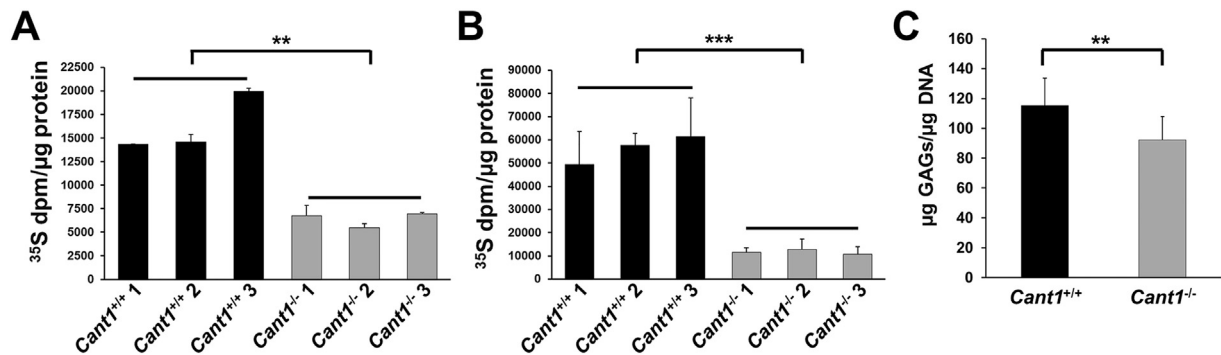 A
**
³⁵S dpm/µg protein
22500
20000
17500
15000
12500
10000
7500
5000
2500
0
Cant1⁺/⁺ 1
Cant1⁺/⁺ 2
Cant1⁺/⁺ 3
Cant1⁻/⁻ 1
Cant1⁻/⁻ 2
Cant1⁻/⁻ 3
B
***
³⁵S dpm/µg protein
90000
80000
70000
60000
50000
40000
30000
20000
10000
0
Cant1⁺/⁺ 1
Cant1⁺/⁺ 2
Cant1⁺/⁺ 3
Cant1⁻/⁻ 1
Cant1⁻/⁻ 2
Cant1⁻/⁻ 3
C
**
µg GAGs/µg DNA
160
140
120
100
80
60
40
20
0
Cant1⁺/⁺
Cant1⁻/⁻